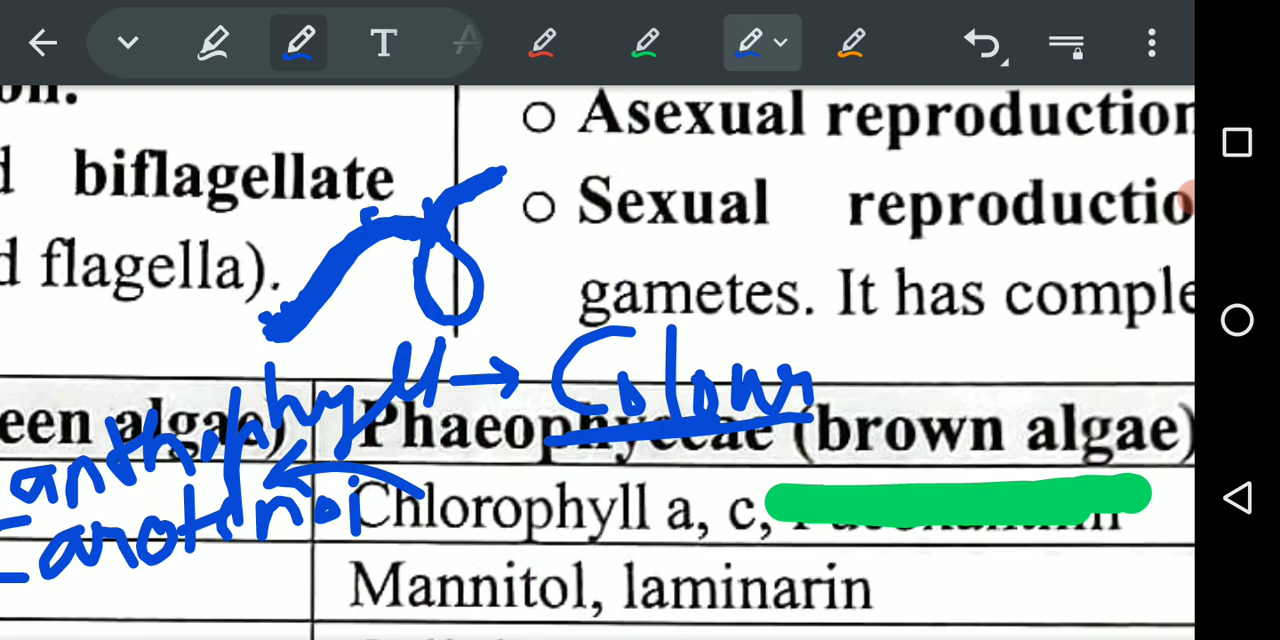 on:
o Asexual reproduction
d biflagellate
o Sexual reproductio
d flagella).
gametes. It has comple
een algae)
Phaeophyceae (brown algae)
→ Colour
anthiphyll
carotenoi
Chlorophyll a, c,
Mannitol, laminarin